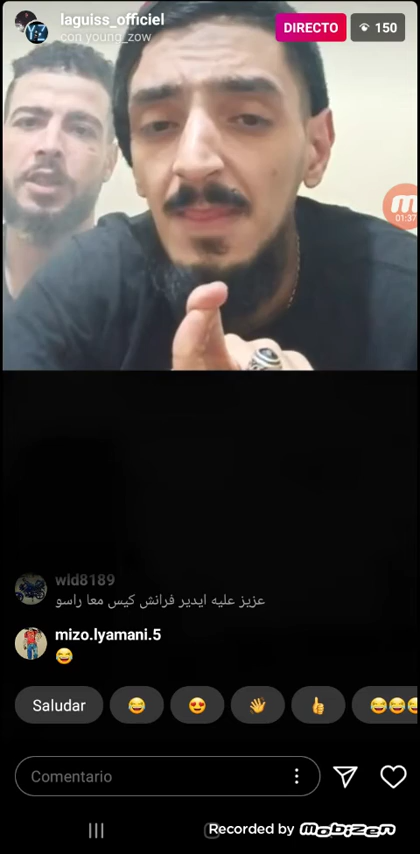 laguiss_officiel
con young_zow
DIRECTO
150
01:37
wld8189
عزيز عليه ايدير فرانش كيس معا راسو
mizo.lyamani.5
😂
Saludar 😂 😍 👋 👍 😂😂😂
Comentario
Recorded by Mobizen